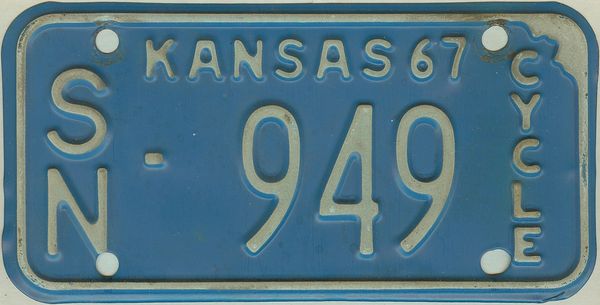 KANSAS 67
SN - 949
CYCLE